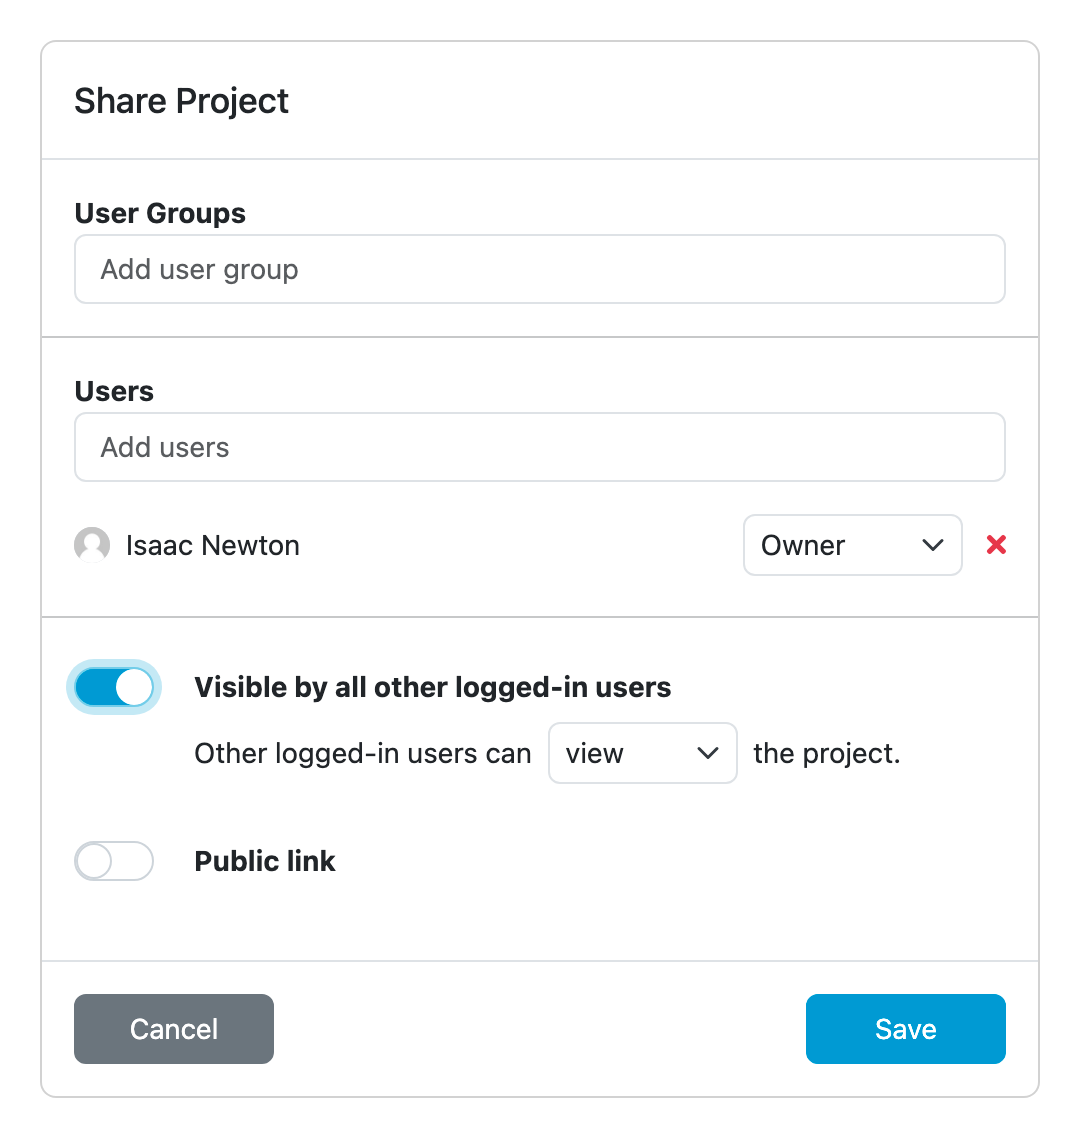 Share Project
User Groups
Add user group
Users
Add users
Isaac Newton
Owner
Visible by all other logged-in users
Other logged-in users can view the project.
Public link
Cancel
Save